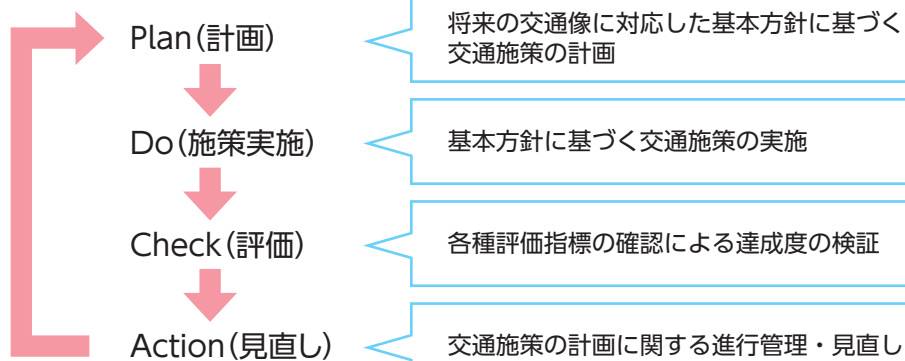 Plan(計画)
将来の交通像に対応した基本方針に基づく
交通施策の計画
Do(施策実施)
基本方針に基づく交通施策の実施
Check(評価)
各種評価指標の確認による達成度の検証
Action(見直し)
交通施策の計画に関する進行管理・見直し